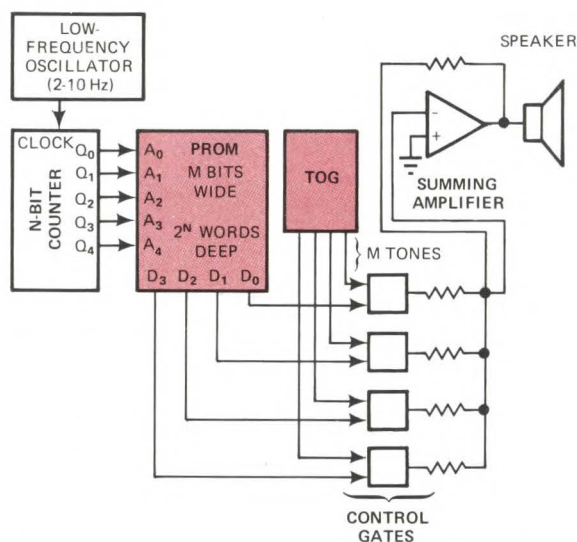 LOW-
FREQUENCY
OSCILLATOR
(2-10 Hz)
SPEAKER
CLOCK
N-BIT
COUNTER
Q0
Q1
Q2
Q3
Q4
A0
A1
A2
A3
A4
PROM
M BITS
WIDE
2^N WORDS
DEEP
D3 D2 D1 D0
TOG
-
+
SUMMING
AMPLIFIER
} M TONES
CONTROL
GATES